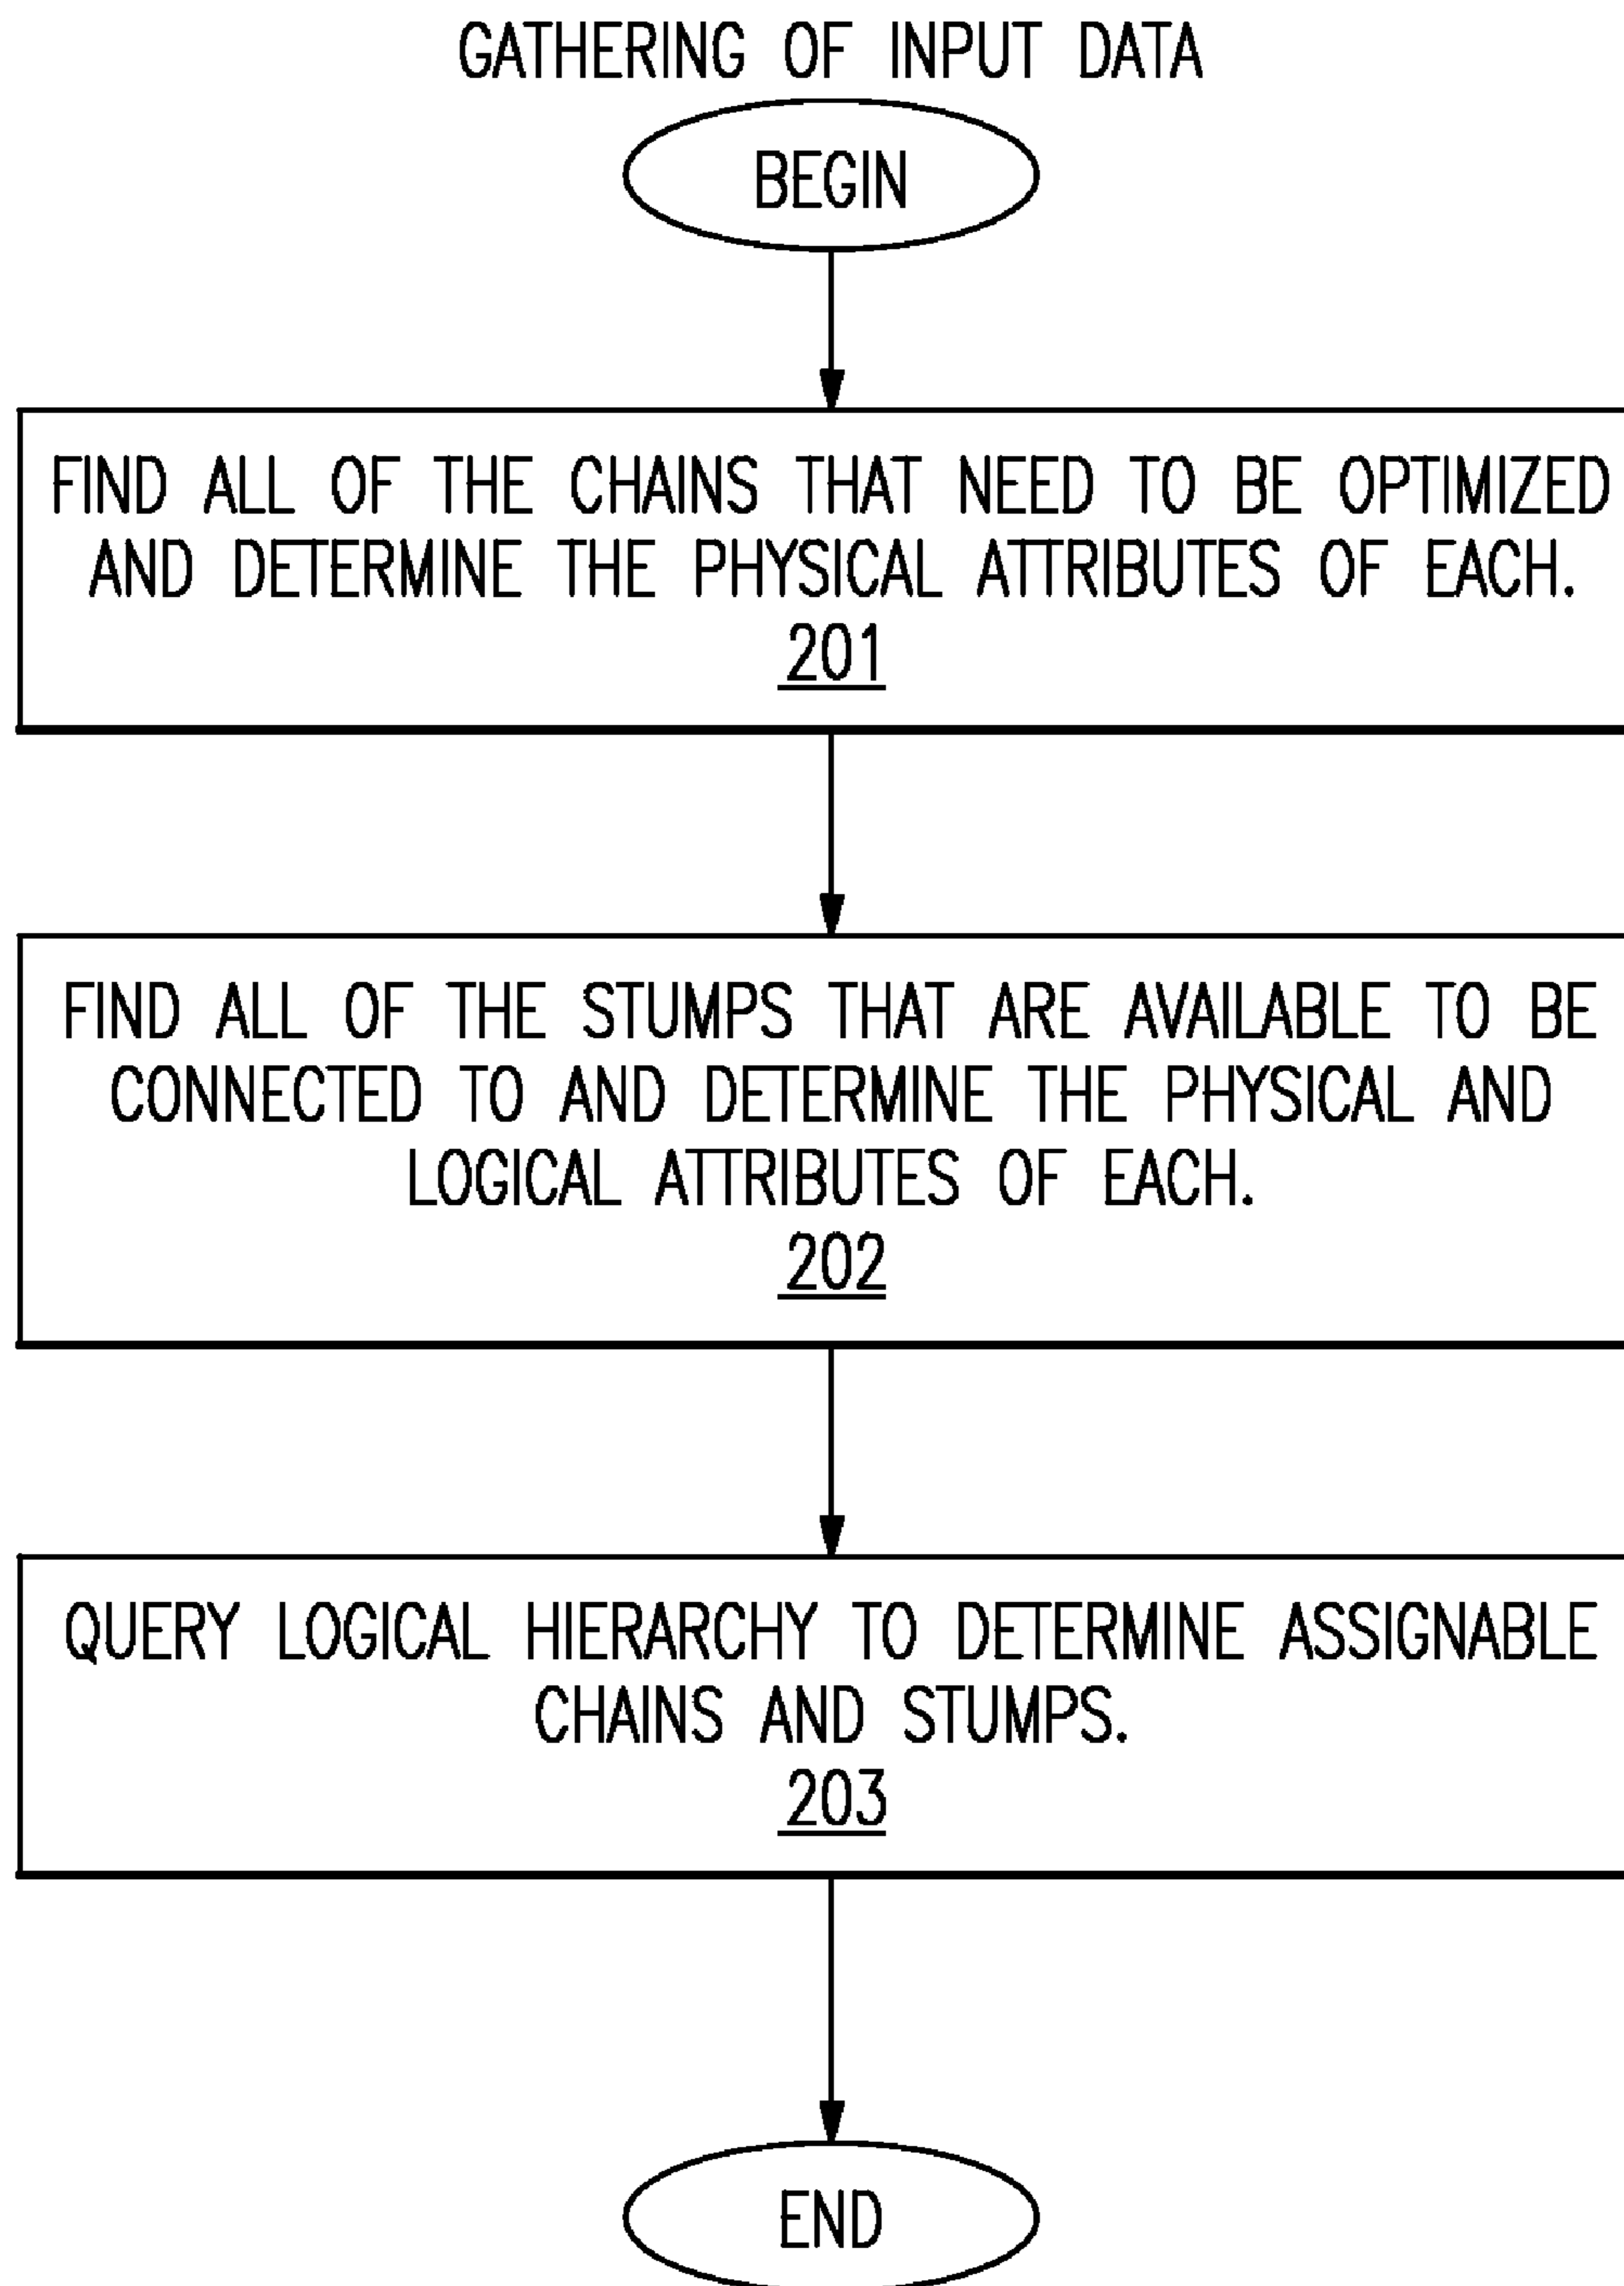 GATHERING OF INPUT DATA
BEGIN
FIND ALL OF THE CHAINS THAT NEED TO BE OPTIMIZED
AND DETERMINE THE PHYSICAL ATTRIBUTES OF EACH.
201
FIND ALL OF THE STUMPS THAT ARE AVAILABLE TO BE
CONNECTED TO AND DETERMINE THE PHYSICAL AND
LOGICAL ATTRIBUTES OF EACH.
202
QUERY LOGICAL HIERARCHY TO DETERMINE ASSIGNABLE
CHAINS AND STUMPS.
203
END